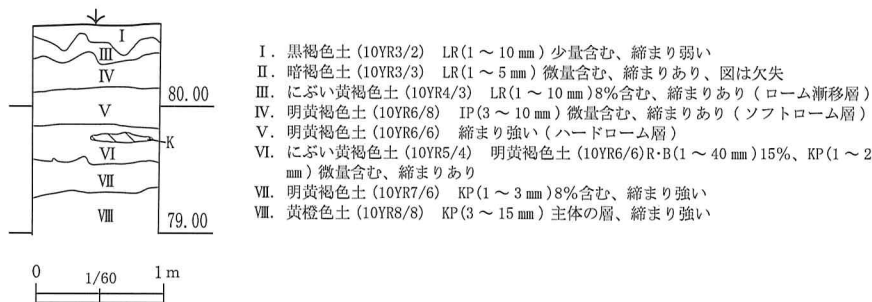 Ⅰ
Ⅲ
Ⅳ
80.00
Ⅴ
K
Ⅵ
Ⅶ
79.00
Ⅷ
0 1/60 1 m
Ⅰ. 黒褐色土 (10YR3/2) LR(1 ~ 10 ㎜) 少量含む、締まり弱い
Ⅱ. 暗褐色土 (10YR3/3) LR(1 ~ 5 ㎜) 微量含む、締まりあり、図は欠失
Ⅲ. にぶい黄褐色土 (10YR4/3) LR(1 ~ 10 ㎜) 8%含む、締まりあり ( ローム漸移層 )
Ⅳ. 明黄褐色土 (10YR6/8) IP(3 ~ 10 ㎜) 微量含む、締まりあり ( ソフトローム層 )
Ⅴ. 明黄褐色土 (10YR6/6) 締まり強い ( ハードローム層 )
Ⅵ. にぶい黄褐色土 (10YR5/4) 明黄褐色土 (10YR6/6)R・B(1 ~ 40 ㎜) 15%、KP(1 ~ 2
㎜) 微量含む、締まりあり
Ⅶ. 明黄褐色土 (10YR7/6) KP(1 ~ 3 ㎜) 8%含む、締まり強い
Ⅷ. 黄橙色土 (10YR8/8) KP(3 ~ 15 ㎜) 主体の層、締まり強い